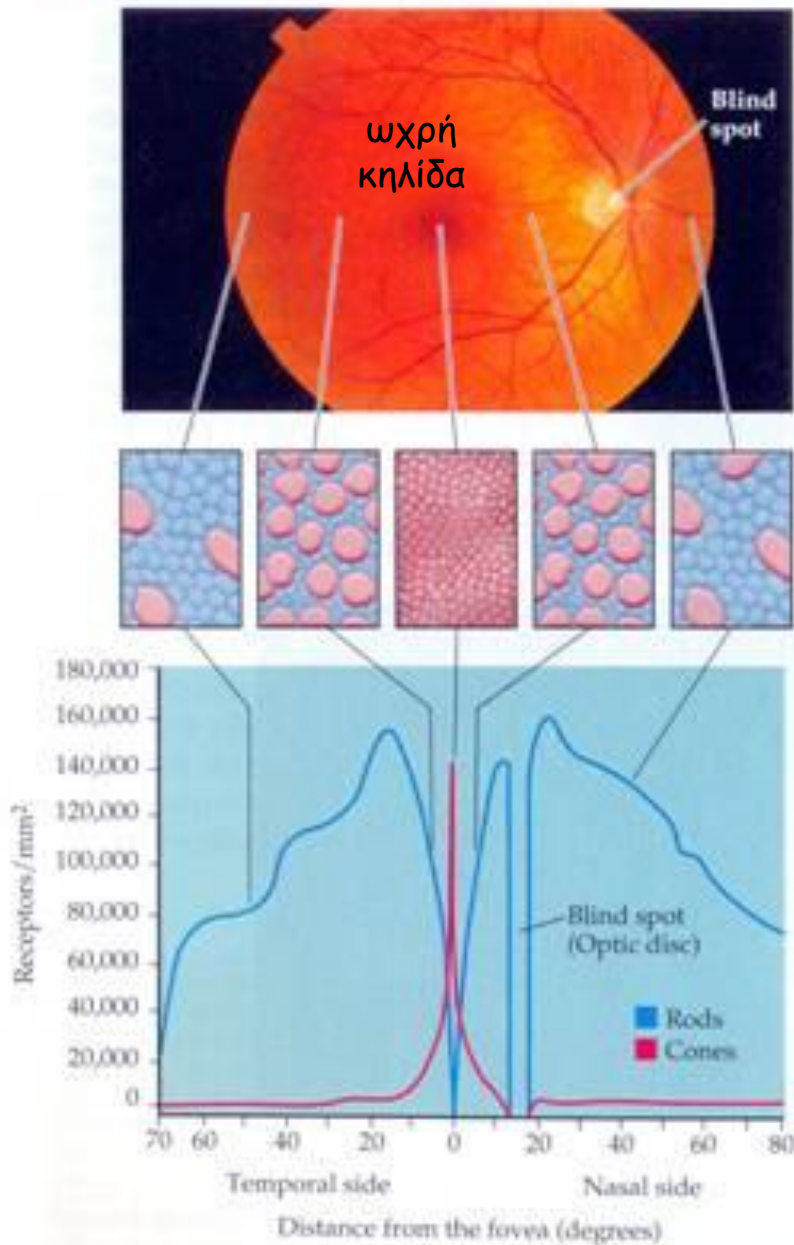 Blind
spot
ωχρή
κηλίδα
180,000
160,000
140,000
120,000
100,000
80,000
60,000
40,000
20,000
0
Receptors/mm²
Blind spot
(Optic disc)
Rods
Cones
70 60 40 20 0 20 40 60 80
Temporal side Nasal side
Distance from the fovea (degrees)